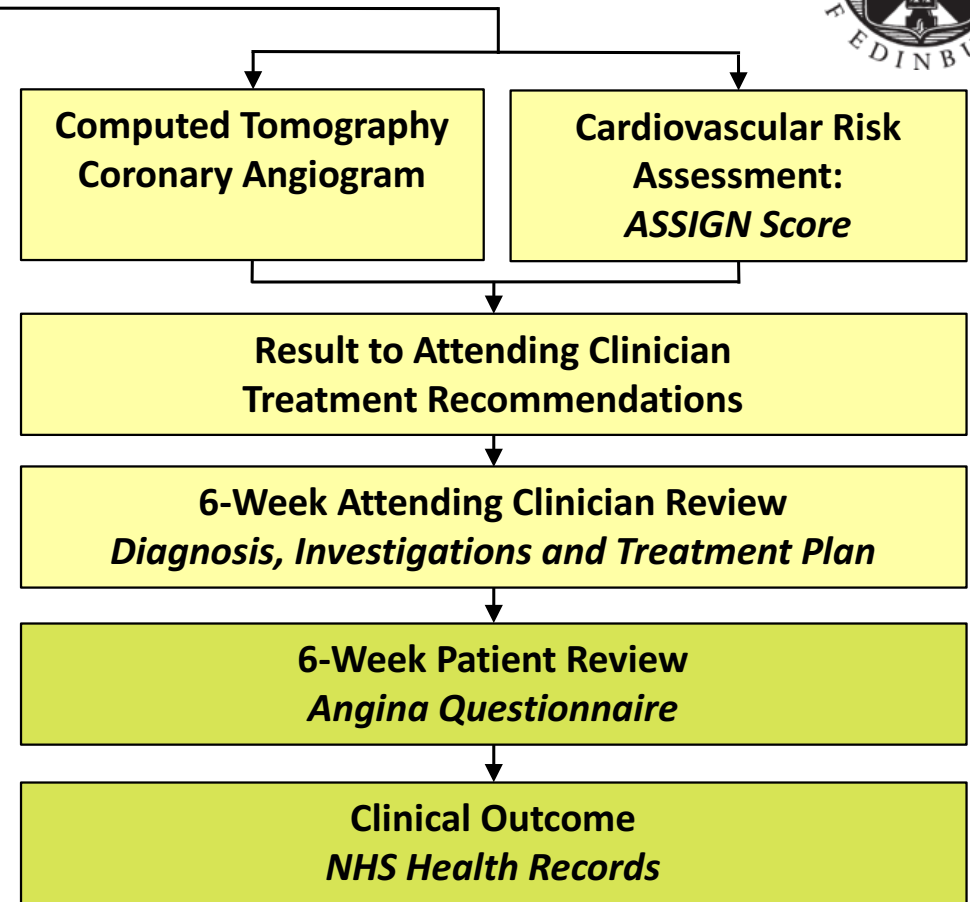 F EDINBU
Computed Tomography
Coronary Angiogram
Cardiovascular Risk
Assessment:
ASSIGN Score
Result to Attending Clinician
Treatment Recommendations
6-Week Attending Clinician Review
Diagnosis, Investigations and Treatment Plan
6-Week Patient Review
Angina Questionnaire
Clinical Outcome
NHS Health Records